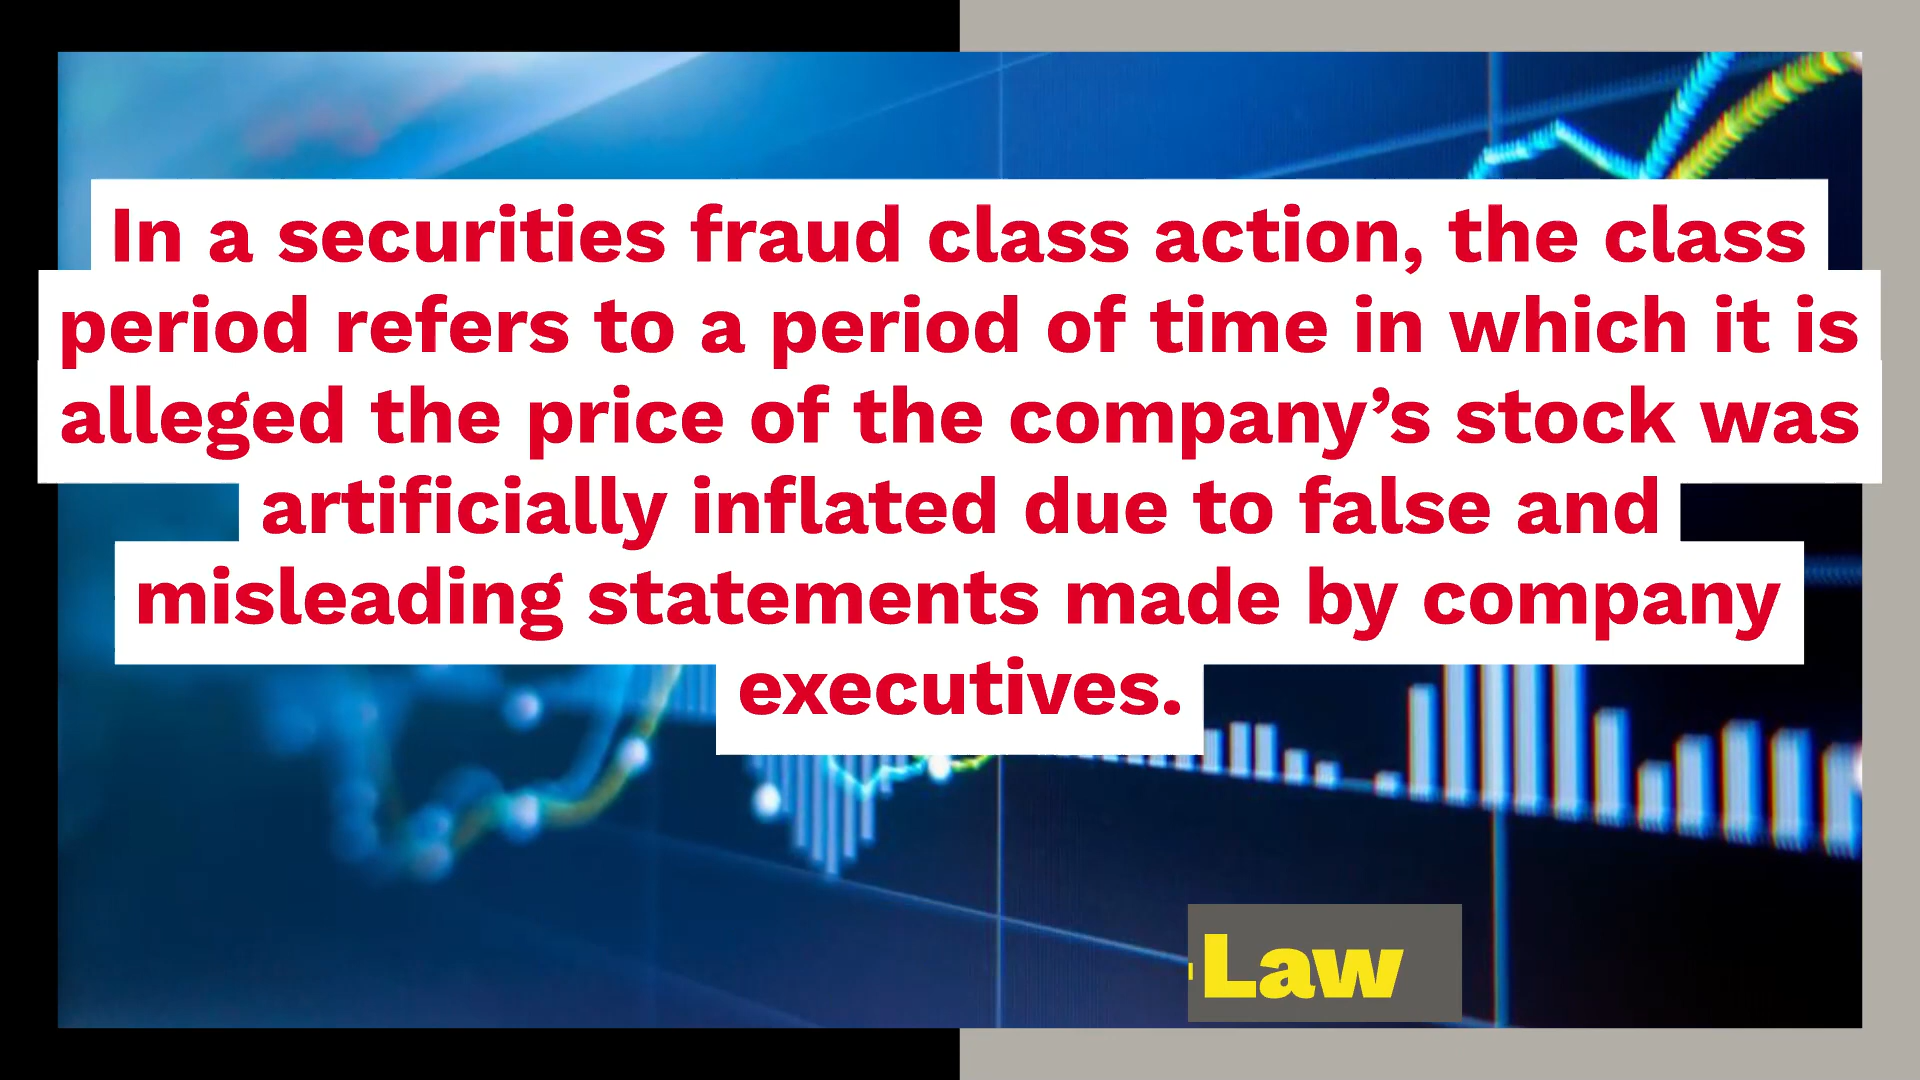 In a securities fraud class action, the class
period refers to a period of time in which it is
alleged the price of the company’s stock was
artificially inflated due to false and
misleading statements made by company
executives.
Law